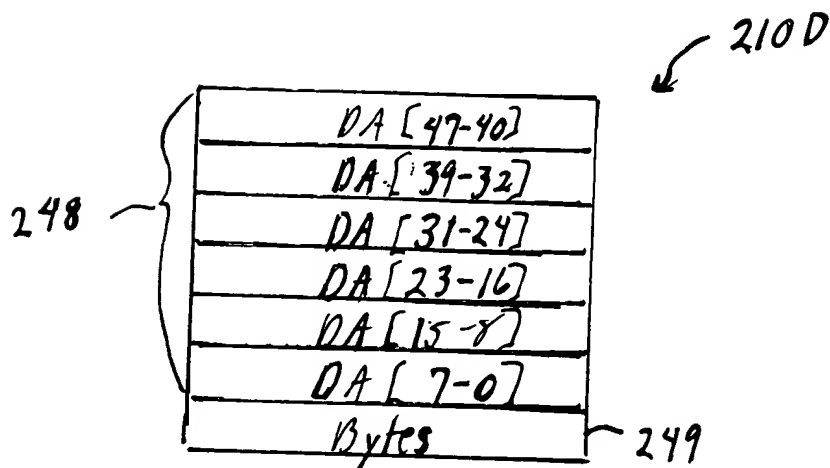 210D
DA [47-40]
DA [39-32]
248
DA [31-24]
DA [23-16]
DA [15-8]
DA [7-0]
Bytes
249